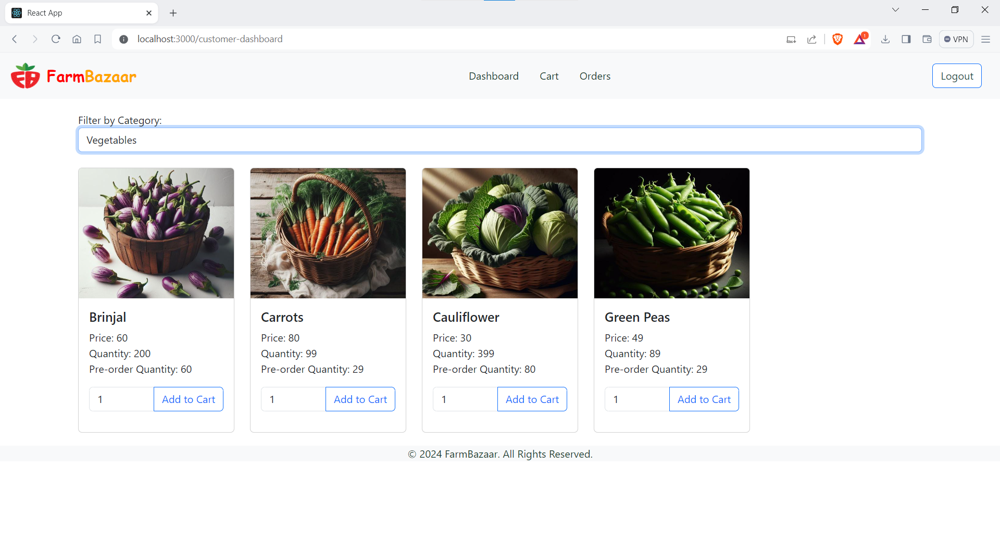 React App
localhost:3000/customer-dashboard
1
VPN
FarmBazaar
Dashboard
Cart
Orders
Logout
Filter by Category:
Vegetables
Brinjal
Price: 60
Quantity: 200
Pre-order Quantity: 60
1
Add to Cart
Carrots
Price: 80
Quantity: 99
Pre-order Quantity: 29
1
Add to Cart
Cauliflower
Price: 30
Quantity: 399
Pre-order Quantity: 80
1
Add to Cart
Green Peas
Price: 49
Quantity: 89
Pre-order Quantity: 29
1
Add to Cart
© 2024 FarmBazaar. All Rights Reserved.